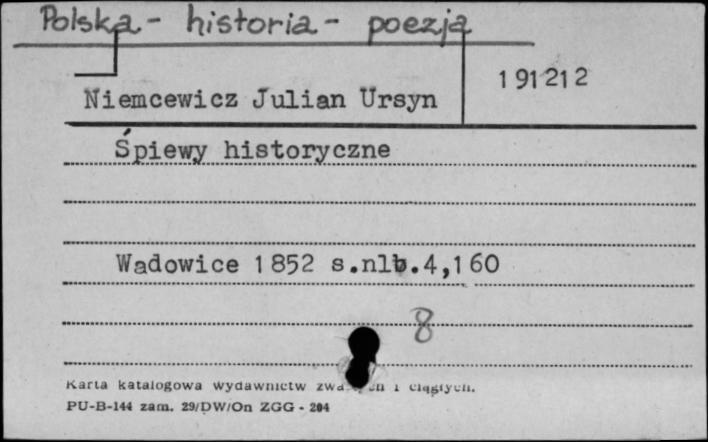 Polska - historia - poezja
191212
Niemcewicz Julian Ursyn
Śpiewy historyczne
Wadowice 1852 s.nlb.4,160
8
Karta katalogowa wydawnictw i ciągłych.
PU-B-144 zam. 29/DW/On ZGG - 204